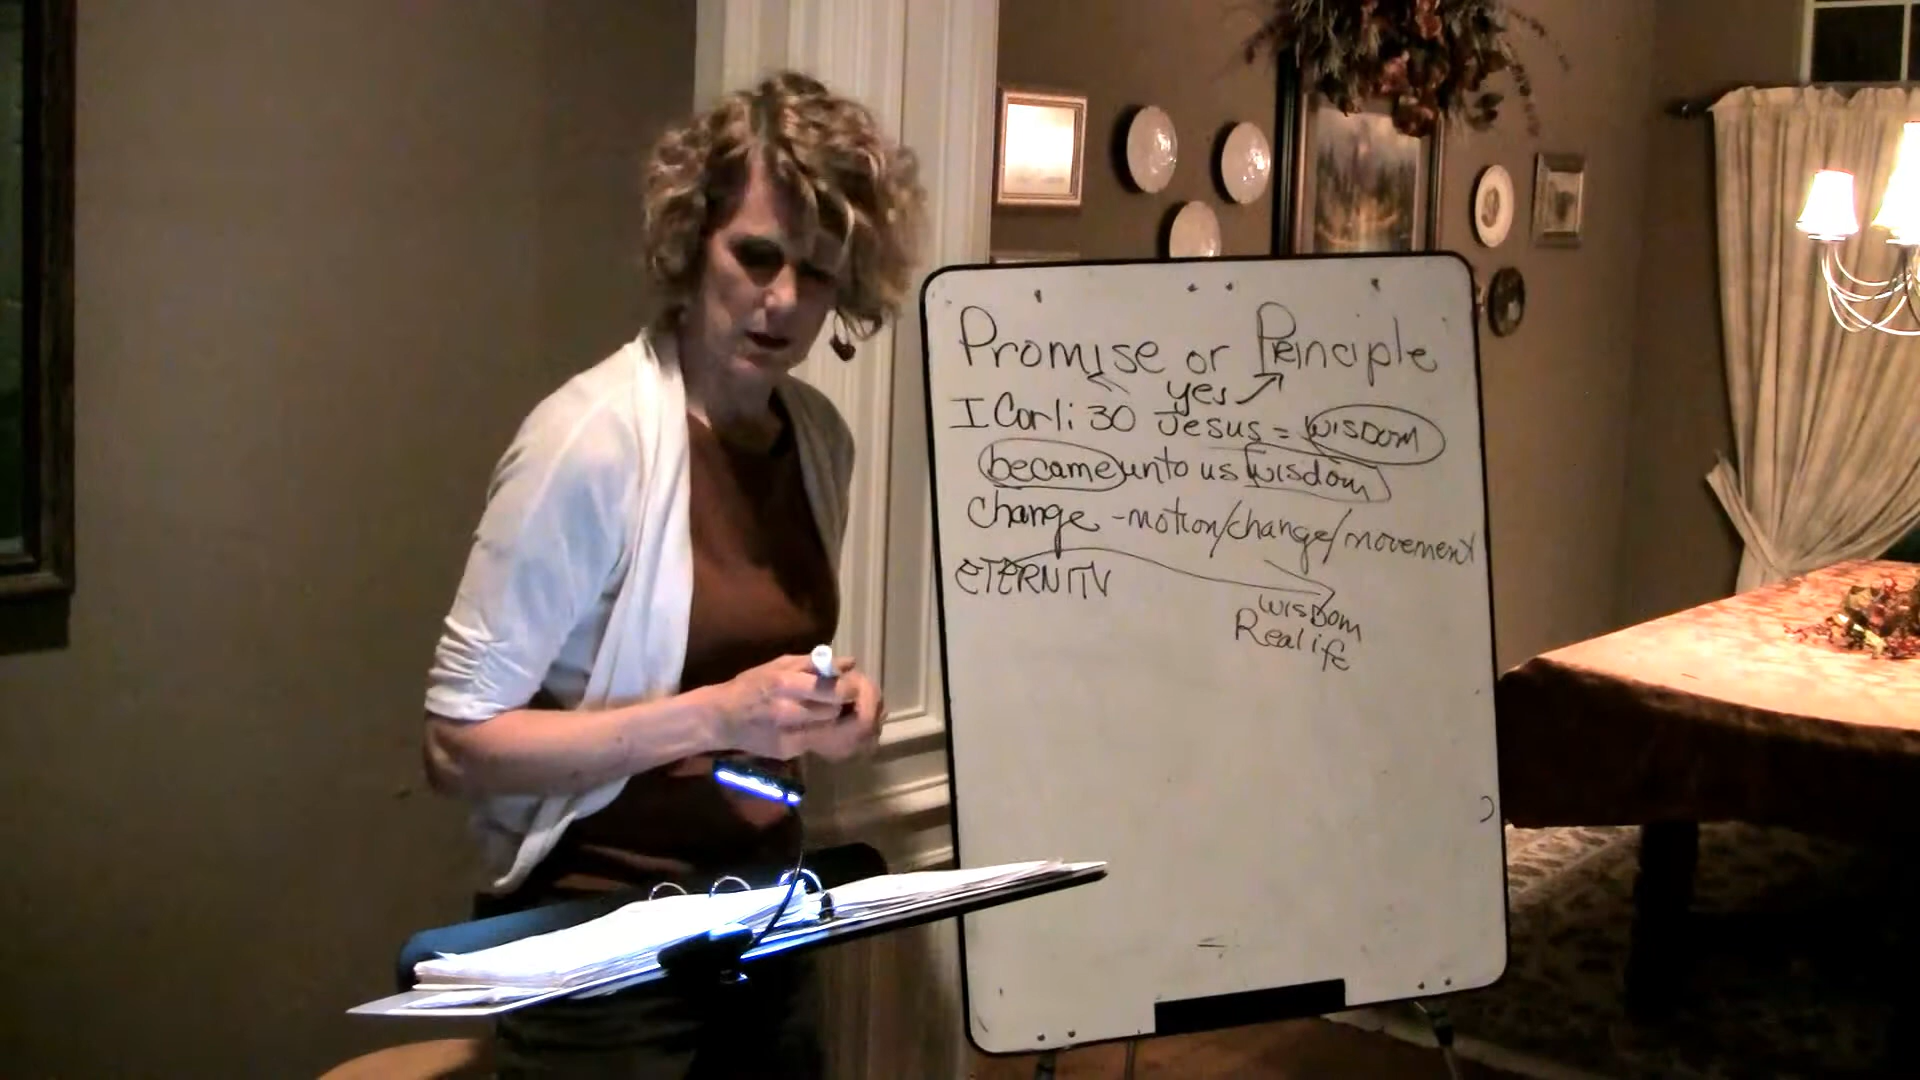 Promise or Principle
yes
I Cor 1:30 Jesus = wisdom
became unto us wisdom
change - motion/change/movement
ETERNITY
wisdom
Real ife